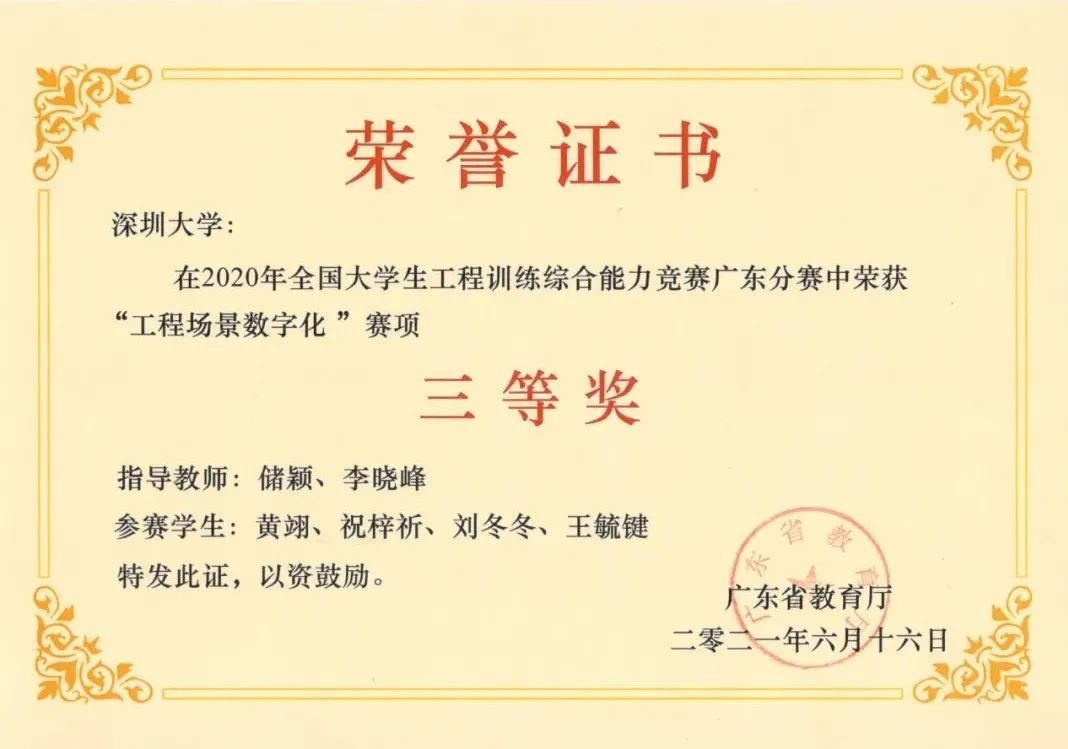 荣誉证书
深圳大学：
在2020年全国大学生工程训练综合能力竞赛广东分赛中荣获
“工程场景数字化 ”赛项
三等奖
指导教师：储颖、李晓峰
参赛学生：黄翊、祝梓祈、刘冬冬、王毓键
特发此证，以资鼓励。
广东省教育厅
广东省教育厅
二零二一年六月十六日